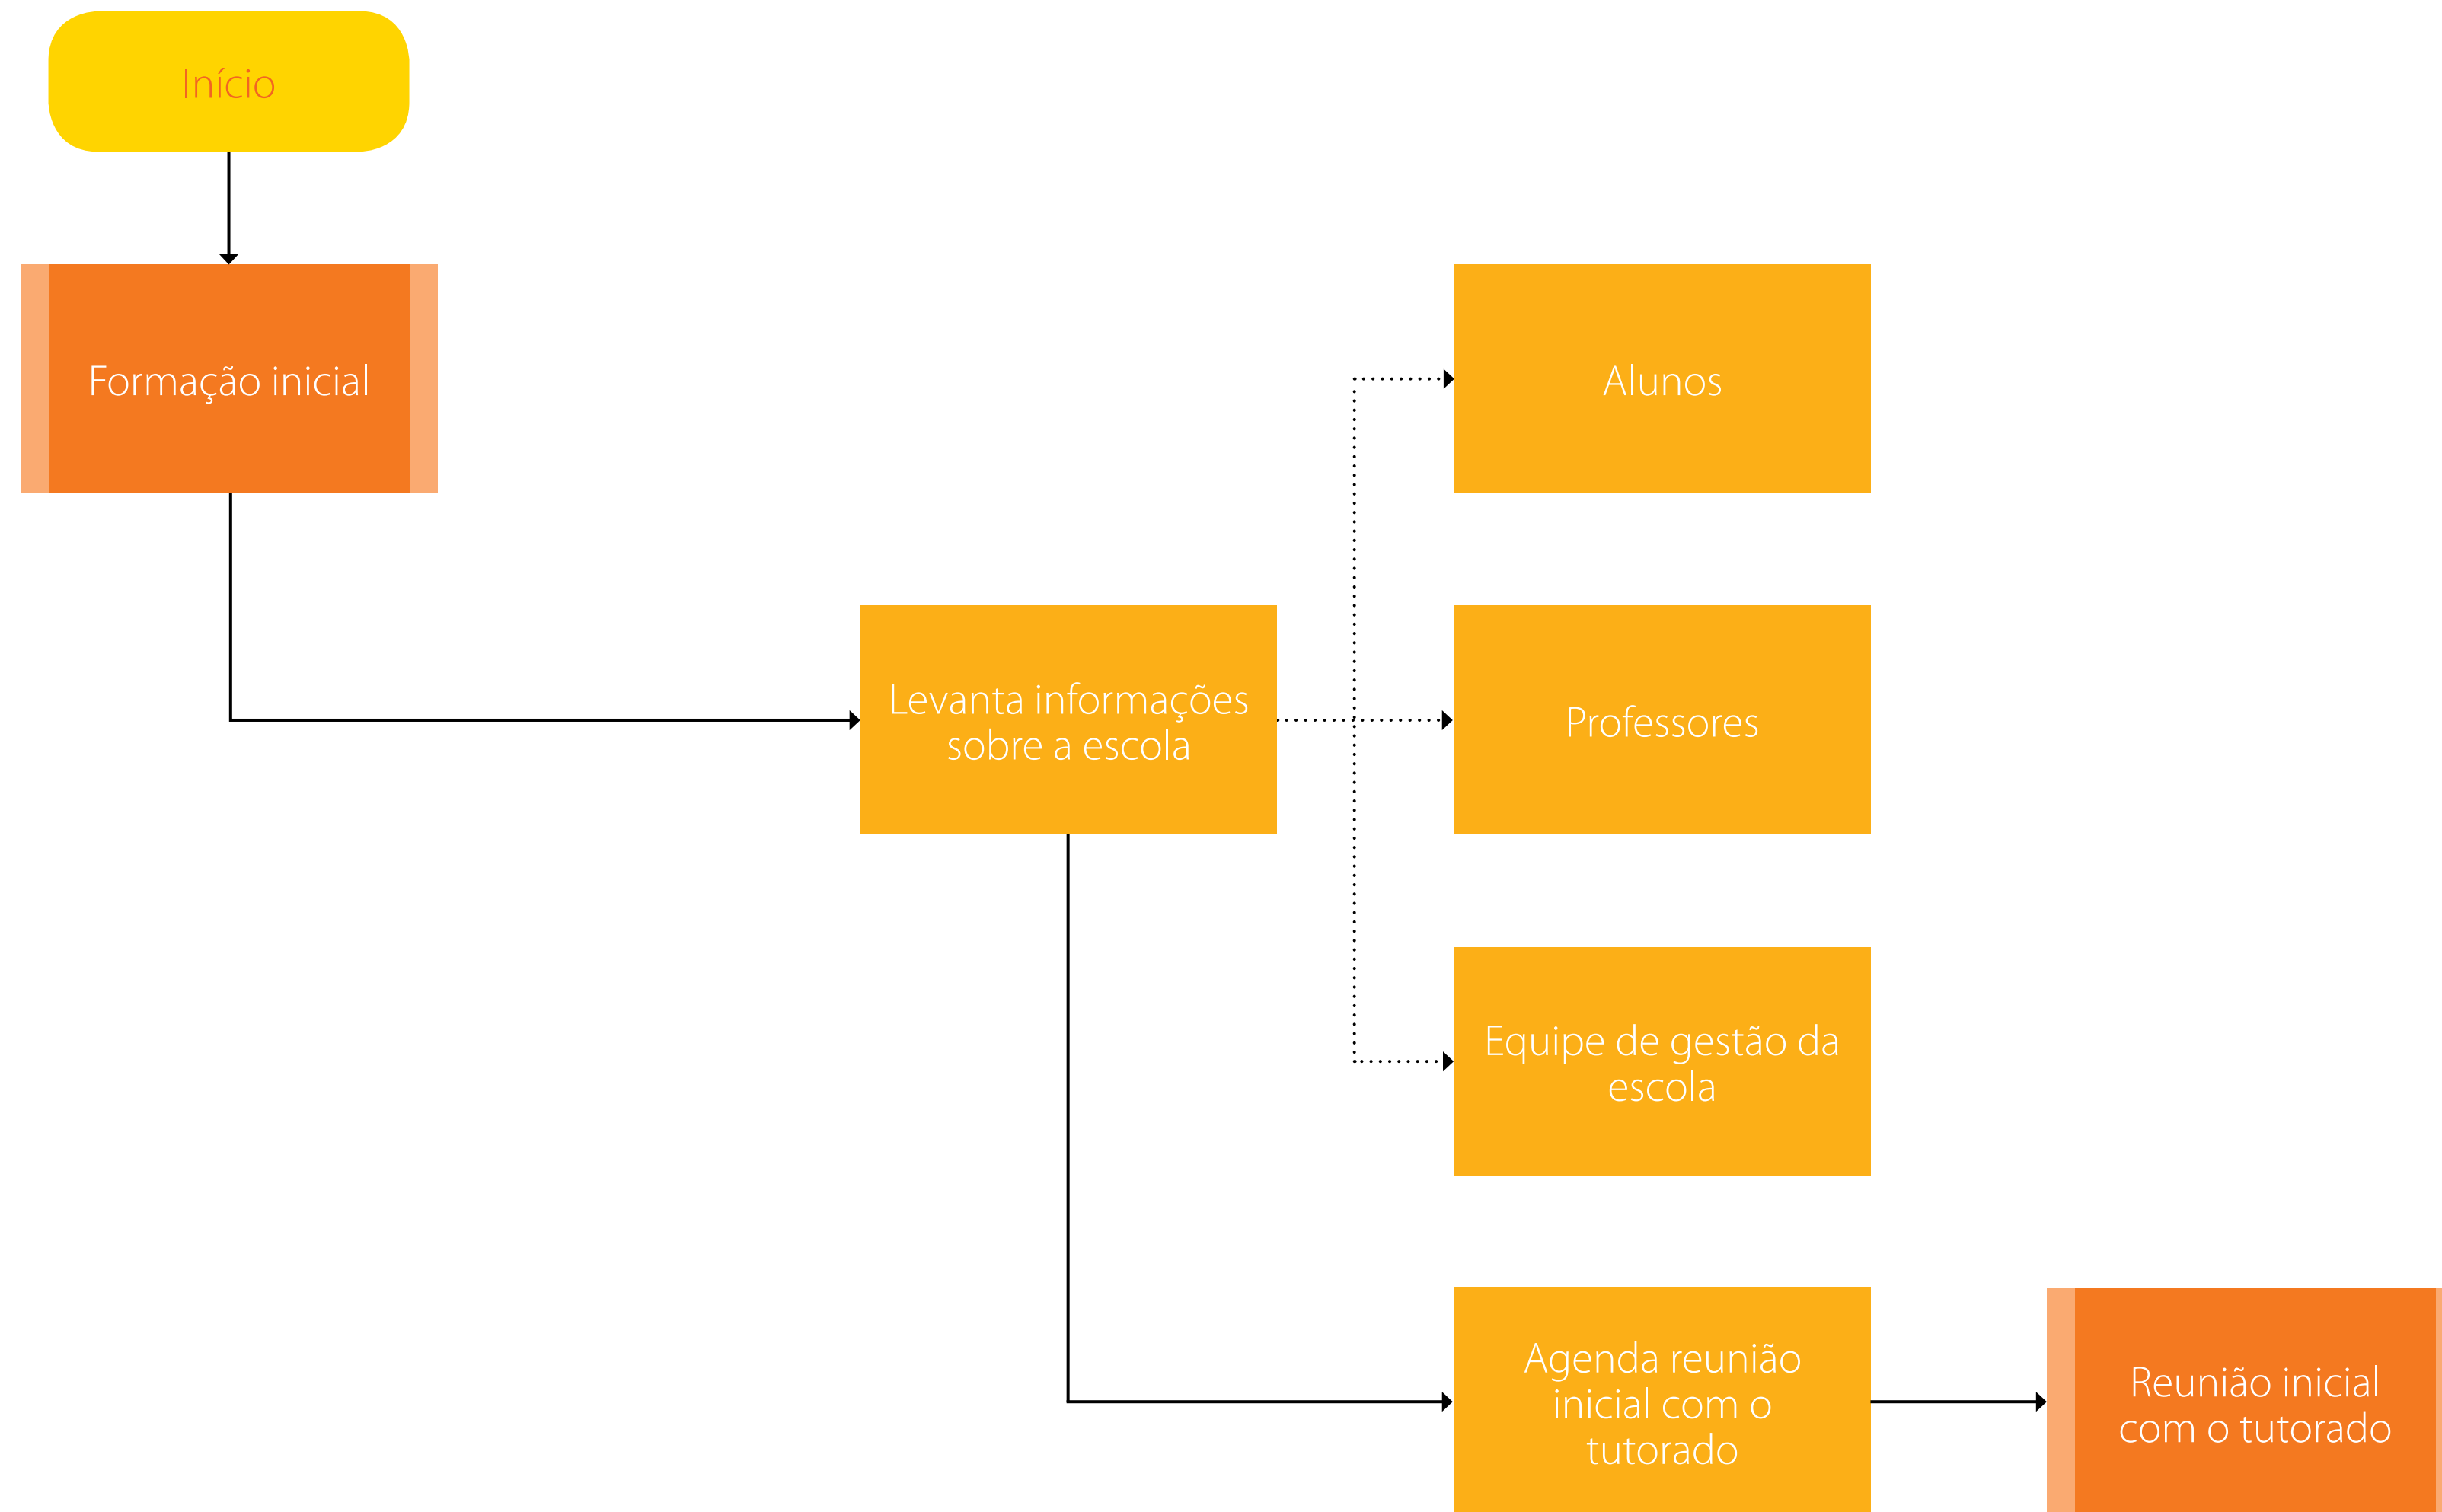 Início
Formação inicial
Alunos
Levanta informações
sobre a escola
Professores
Equipe de gestão da
escola
Agenda reunião
inicial com o
tutorado
Reunião inicial
com o tutorado